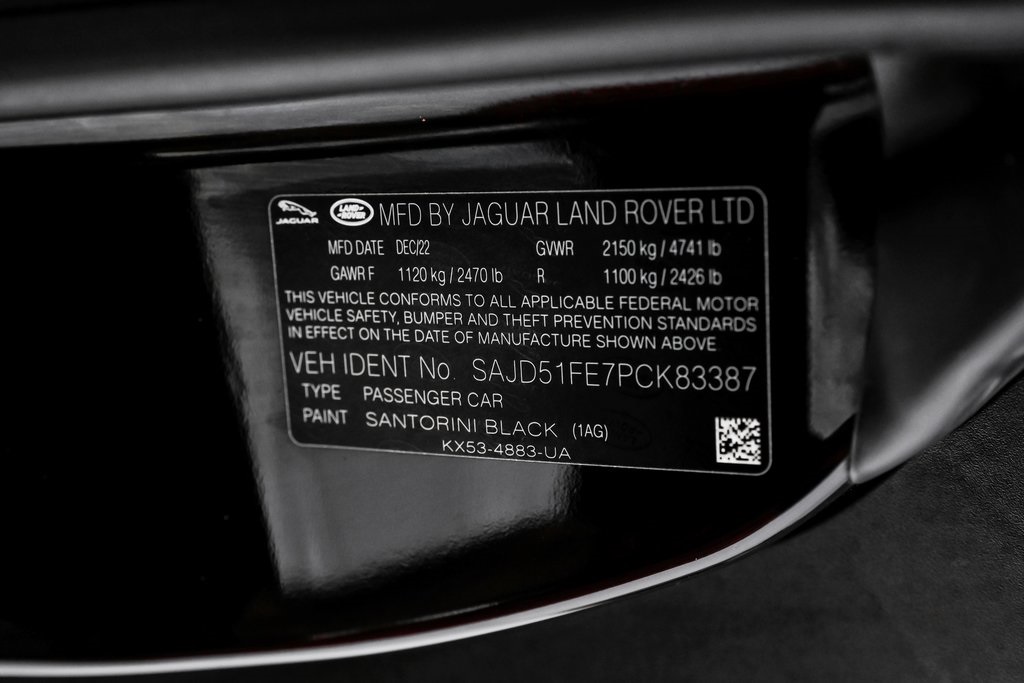 JAGUAR LAND ROVER MFD BY JAGUAR LAND ROVER LTD
MFD DATE DEC/22 GVWR 2150 kg / 4741 lb
GAWR F 1120 kg / 2470 lb R 1100 kg / 2426 lb
THIS VEHICLE CONFORMS TO ALL APPLICABLE FEDERAL MOTOR
VEHICLE SAFETY, BUMPER AND THEFT PREVENTION STANDARDS
IN EFFECT ON THE DATE OF MANUFACTURE SHOWN ABOVE
VEH IDENT No. SAJD51FE7PCK83387
TYPE PASSENGER CAR
PAINT SANTORINI BLACK (1AG)
KX53-4883-UA